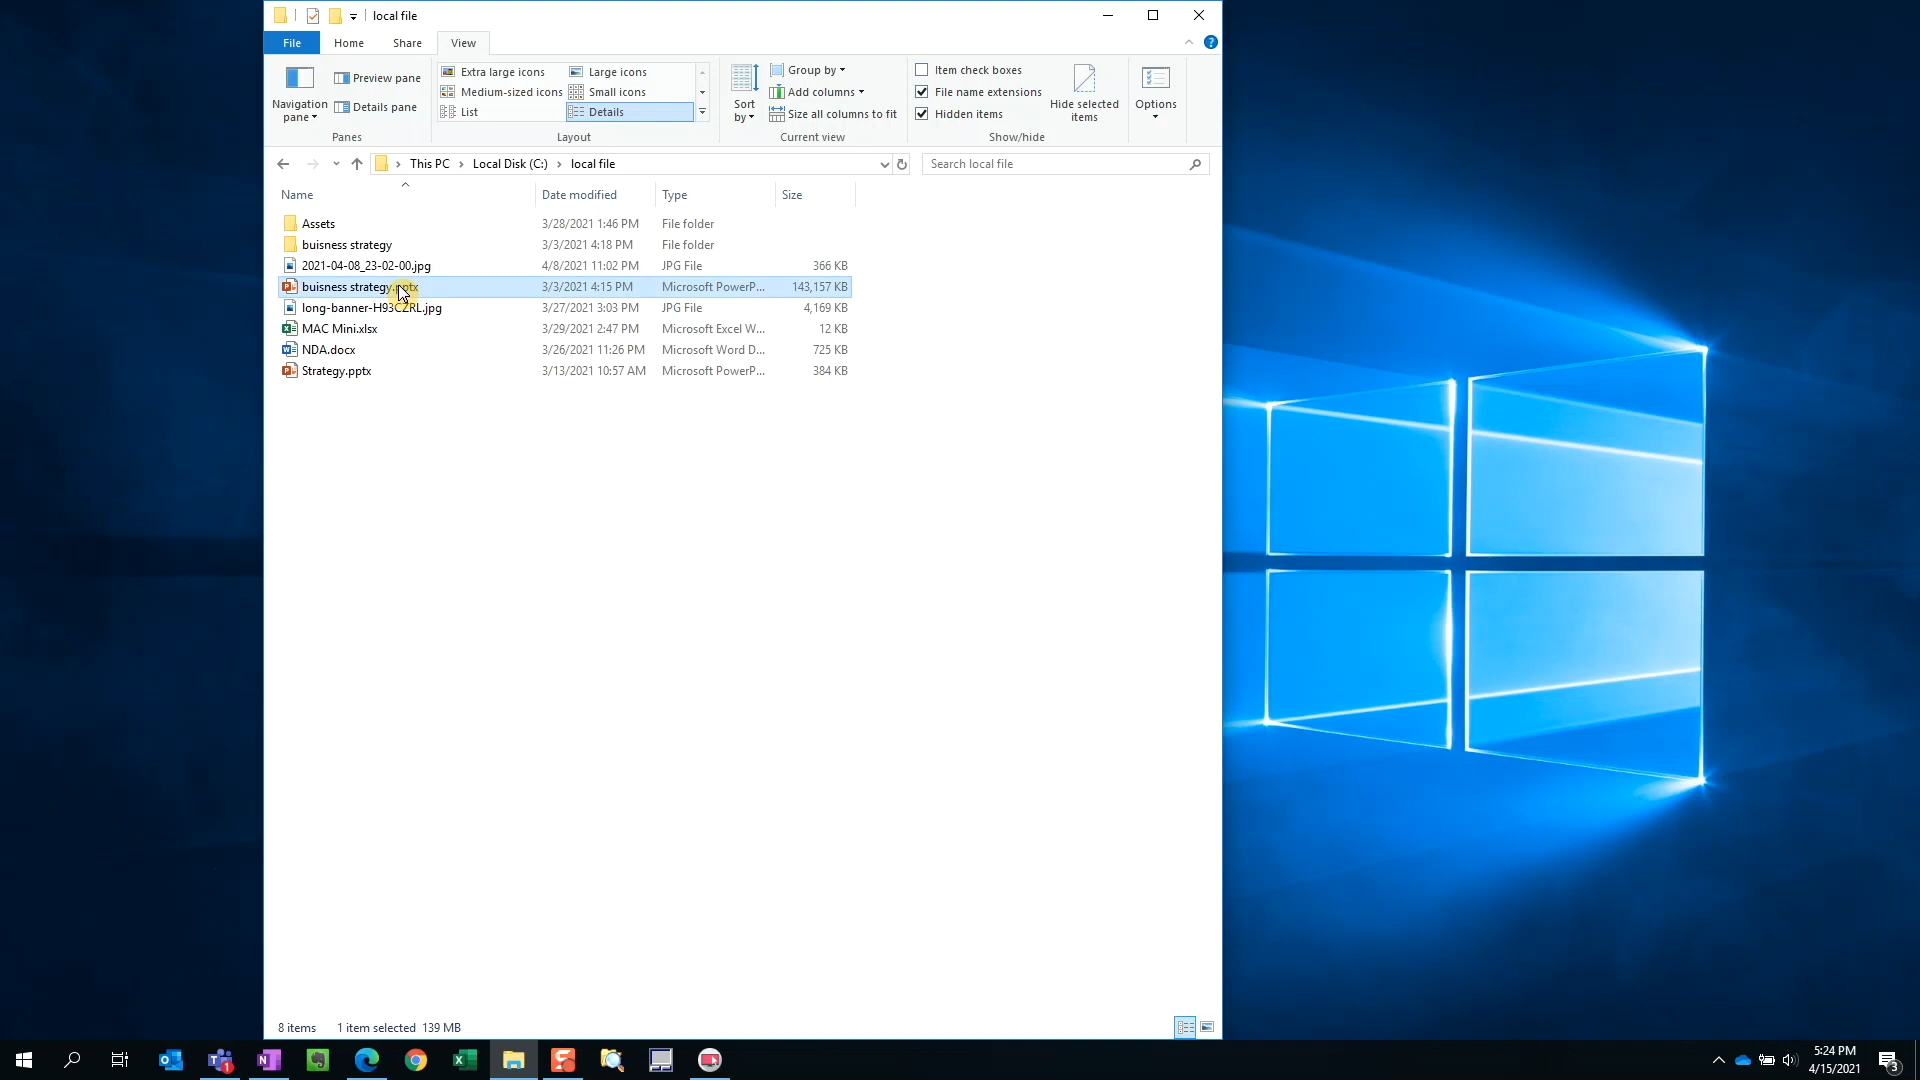 local file
File Home Share View
Navigation pane
Preview pane
Details pane
Panes
Extra large icons Large icons
Medium-sized icons Small icons
List Details
Layout
Sort by
Group by
Add columns
Size all columns to fit
Current view
Item check boxes
File name extensions
Hidden items
Hide selected items
Show/hide
Options
This PC Local Disk (C:) local file
Search local file
Name Date modified Type Size
Assets 3/28/2021 1:46 PM File folder
buisness strategy 3/3/2021 4:18 PM File folder
2021-04-08_23-02-00.jpg 4/8/2021 11:02 PM JPG File 366 KB
buisness strategy.pptx 3/3/2021 4:15 PM Microsoft PowerP... 143,157 KB
long-banner-H93CZRL.jpg 3/27/2021 3:03 PM JPG File 4,169 KB
MAC Mini.xlsx 3/29/2021 2:47 PM Microsoft Excel W... 12 KB
NDA.docx 3/26/2021 11:26 PM Microsoft Word D... 725 KB
Strategy.pptx 3/13/2021 10:57 AM Microsoft PowerP... 384 KB
8 items 1 item selected 139 MB
5:24 PM
4/15/2021
3
1